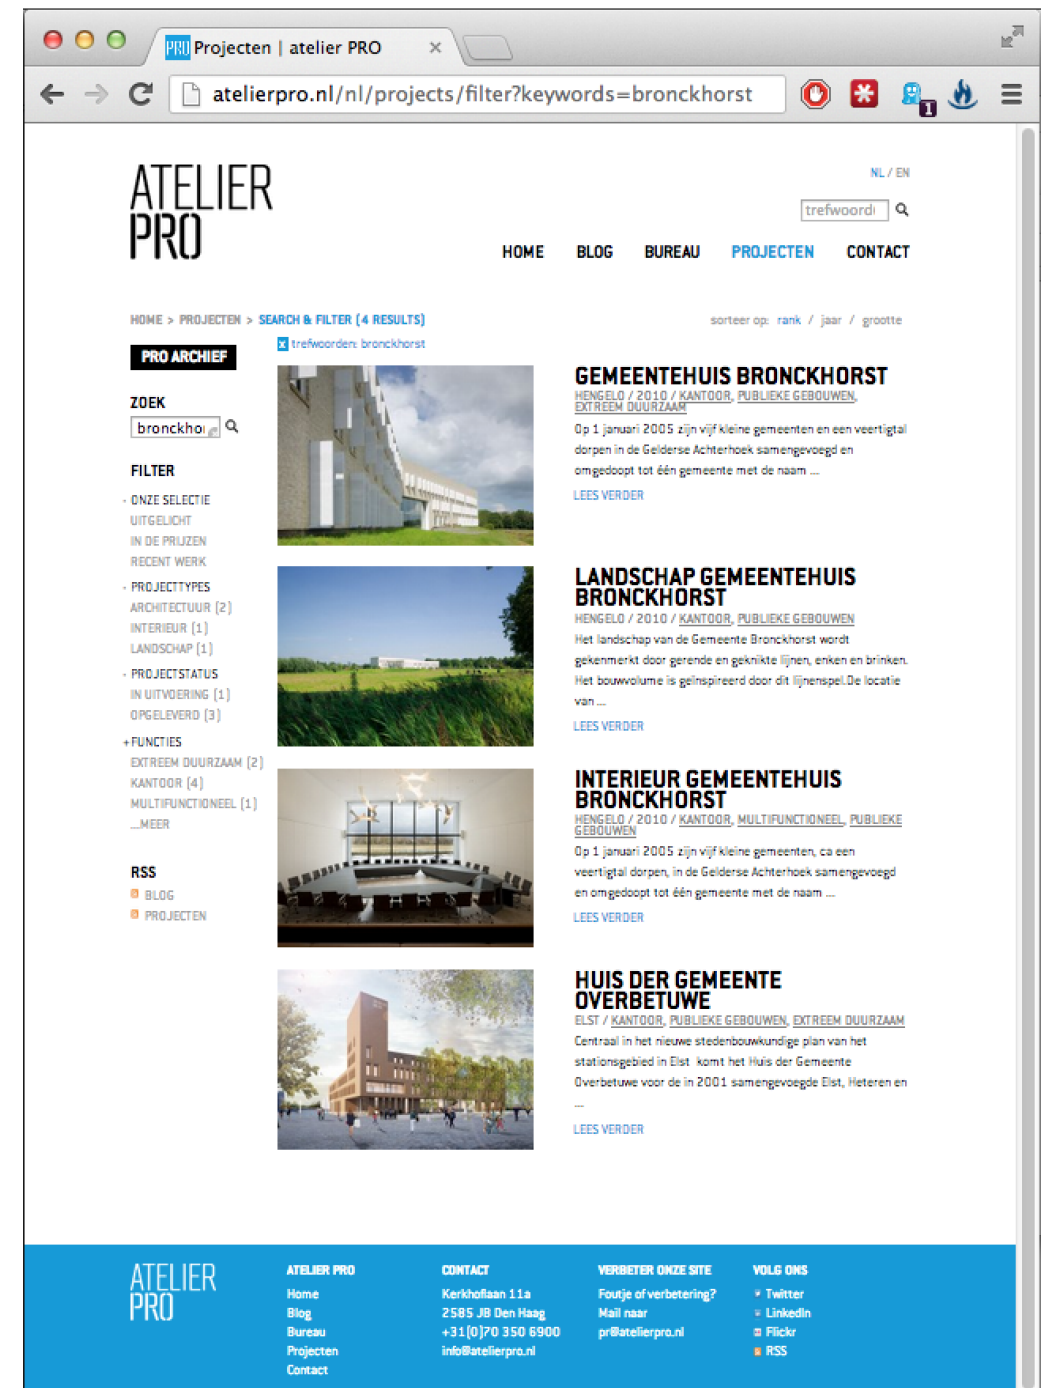 PRO Projecten | atelier PRO
atelierpro.nl/nl/projects/filter?keywords=bronckhorst
1
ATELIER
PRO
NL / EN
trefwoord
HOME BLOG BUREAU PROJECTEN CONTACT
HOME > PROJECTEN > SEARCH & FILTER (4 RESULTS)
sorteer op: rank / jaar / grootte
x trefwoorden: bronckhorst
PRO ARCHIEF
ZOEK
bronckho
FILTER
- ONZE SELECTIE
UITGELICHT
IN DE PRIJZEN
RECENT WERK
- PROJECTTYPES
ARCHITECTUUR (2)
INTERIEUR (1)
LANDSCHAP (1)
- PROJECTSTATUS
IN UITVOERING (1)
OPGELEVERD (3)
+ FUNCTIES
EXTREEM DUURZAAM (2)
KANTOOR (4)
MULTIFUNCTIONEEL (1)
...MEER
RSS
BLOG
PROJECTEN
GEMEENTEHUIS BRONCKHORST
HENGELO / 2010 / KANTOOR, PUBLIEKE GEBOUWEN,
EXTREEM DUURZAAM
Op 1 januari 2005 zijn vijf kleine gemeenten en een veertigtal
dorpen in de Gelderse Achterhoek samengevoegd en
omgedoopt tot één gemeente met de naam ...
LEES VERDER
LANDSCHAP GEMEENTEHUIS
BRONCKHORST
HENGELO / 2010 / KANTOOR, PUBLIEKE GEBOUWEN
Het landschap van de Gemeente Bronckhorst wordt
gekenmerkt door gerende en geknikte lijnen, enken en brinken.
Het bouwvolume is geïnspireerd door dit lijnenspel.De locatie
van ...
LEES VERDER
INTERIEUR GEMEENTEHUIS
BRONCKHORST
HENGELO / 2010 / KANTOOR, MULTIFUNCTIONEEL, PUBLIEKE
GEBOUWEN
Op 1 januari 2005 zijn vijf kleine gemeenten, ca een
veertigtal dorpen, in de Gelderse Achterhoek samengevoegd
en omgedoopt tot één gemeente met de naam ...
LEES VERDER
HUIS DER GEMEENTE
OVERBETUWE
ELST / KANTOOR, PUBLIEKE GEBOUWEN, EXTREEM DUURZAAM
Centraal in het nieuwe stedenbouwkundige plan van het
stationsgebied in Elst komt het Huis der Gemeente
Overbetuwe voor de in 2001 samengevoegde Elst, Heteren en
...
LEES VERDER
ATELIER
PRO
ATELIER PRO
Home
Blog
Bureau
Projecten
Contact
CONTACT
Kerkhoflaan 11a
2585 JB Den Haag
+31(0)70 350 6900
info@atelierpro.nl
VERBETER ONZE SITE
Foutje of verbetering?
Mail naar
pr@atelierpro.nl
VOLG ONS
Twitter
LinkedIn
Flickr
RSS